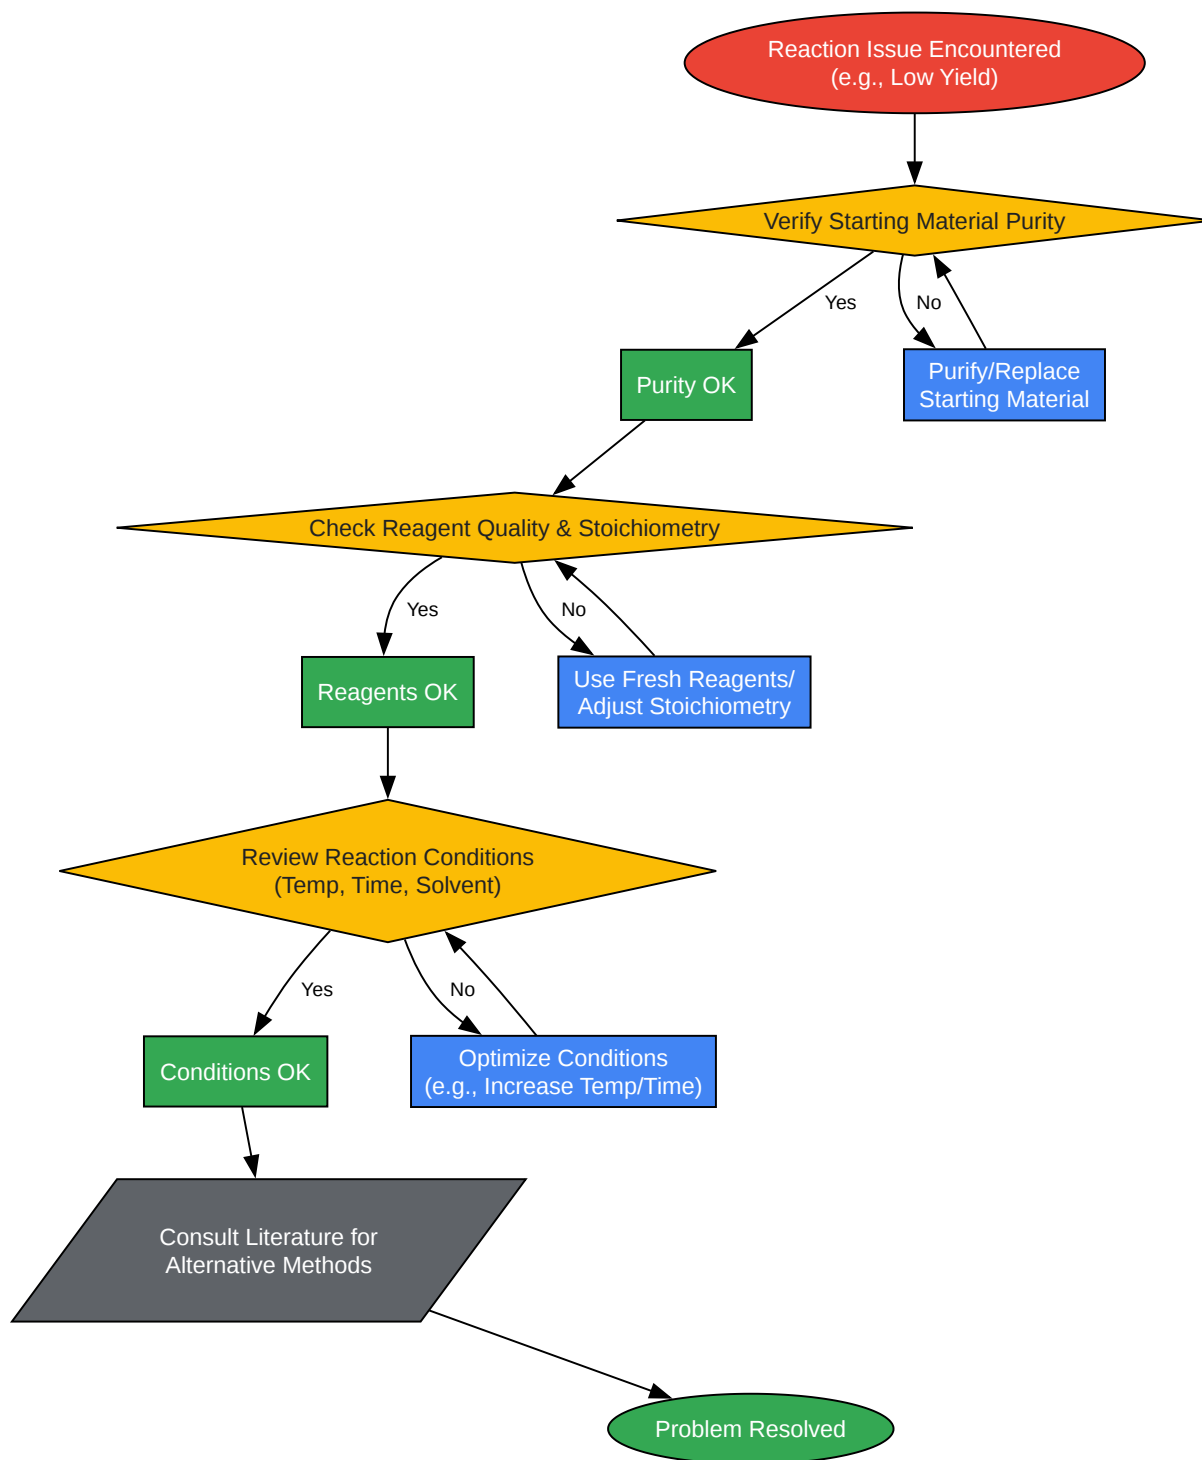 Reaction Issue Encountered
(e.g., Low Yield)
Verify Starting Material Purity
Yes
No
Purity OK
Purify/Replace
Starting Material
Check Reagent Quality & Stoichiometry
Yes
No
Reagents OK
Use Fresh Reagents/
Adjust Stoichiometry
Review Reaction Conditions
(Temp, Time, Solvent)
Yes
No
Conditions OK
Optimize Conditions
(e.g., Increase Temp/Time)
Consult Literature for
Alternative Methods
Problem Resolved